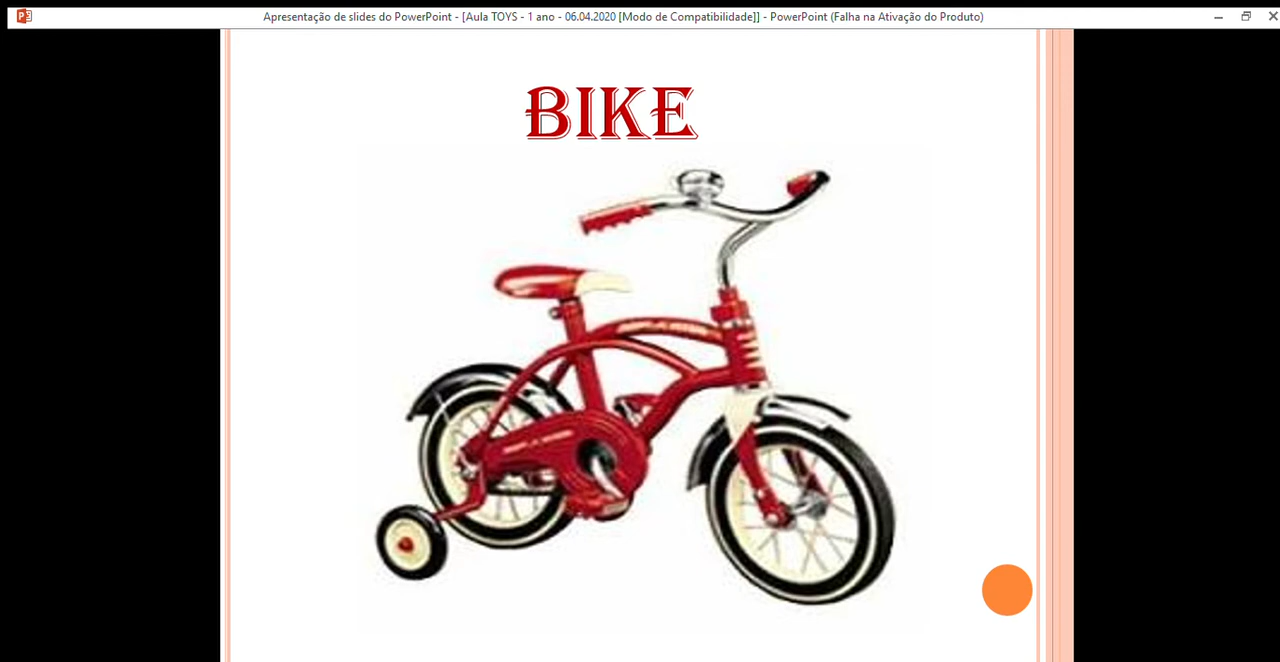 Apresentação de slides do PowerPoint - [Aula TOYS - 1 ano - 06.04.2020 [Modo de Compatibilidade]] - PowerPoint (Falha na Ativação do Produto)
BIKE